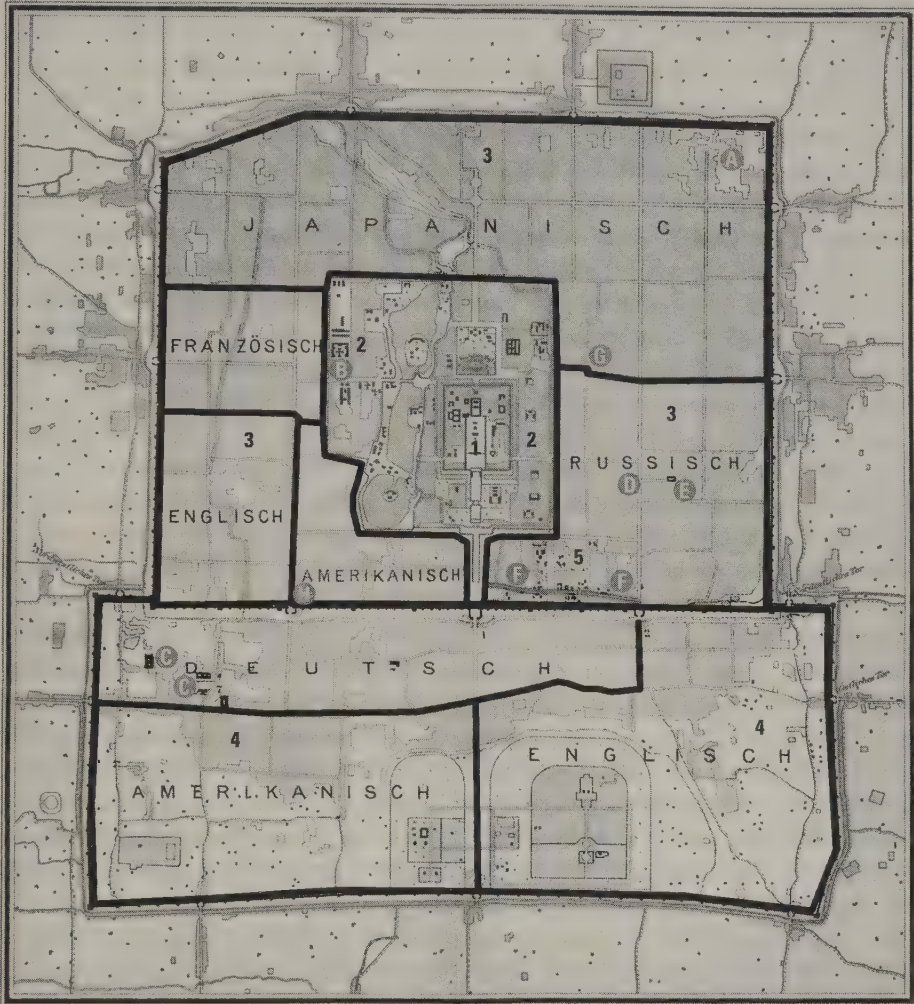 3
A
J A P A N I S C H
FRANZÖSISCH
2
B
G
3
3
1
2
RUSSISCH
D
E
ENGLISCH
5
AMERIKANISCH
F
F
C
D E U T S C H
C
4
4
E N G L I S C H
A M E R I K A N I S C H